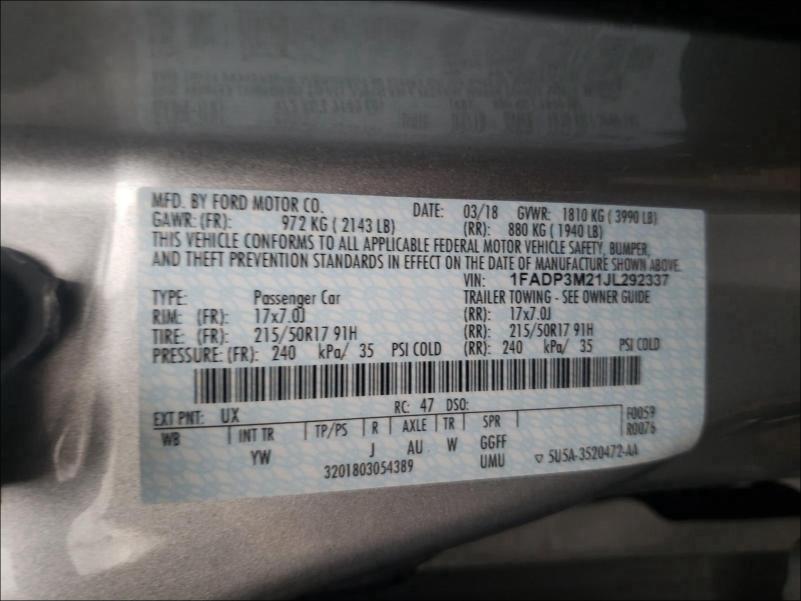 MFD. BY FORD MOTOR CO. DATE: 03/18 GVWR: 1810 KG ( 3990 LB)
GAWR: (FR): 972 KG ( 2143 LB) (RR): 880 KG ( 1940 LB)
THIS VEHICLE CONFORMS TO ALL APPLICABLE FEDERAL MOTOR VEHICLE SAFETY, BUMPER,
AND THEFT PREVENTION STANDARDS IN EFFECT ON THE DATE OF MANUFACTURE SHOWN ABOVE.
VIN: 1FADP3M21JL292337
TYPE: Passenger Car TRAILER TOWING - SEE OWNER GUIDE
RIM: (FR): 17x7.0J (RR): 17x7.0J
TIRE: (FR): 215/50R17 91H (RR): 215/50R17 91H
PRESSURE: (FR): 240 kPa/ 35 PSI COLD (RR): 240 kPa/ 35 PSI COLD
EXT PNT: UX RC: 47 DSO: F0059
WB INT TR TP/PS R AXLE TR SPR R0076
YW J AU W GGFF
3201803054389 UMU ▽ 5U5A-3520472-AA